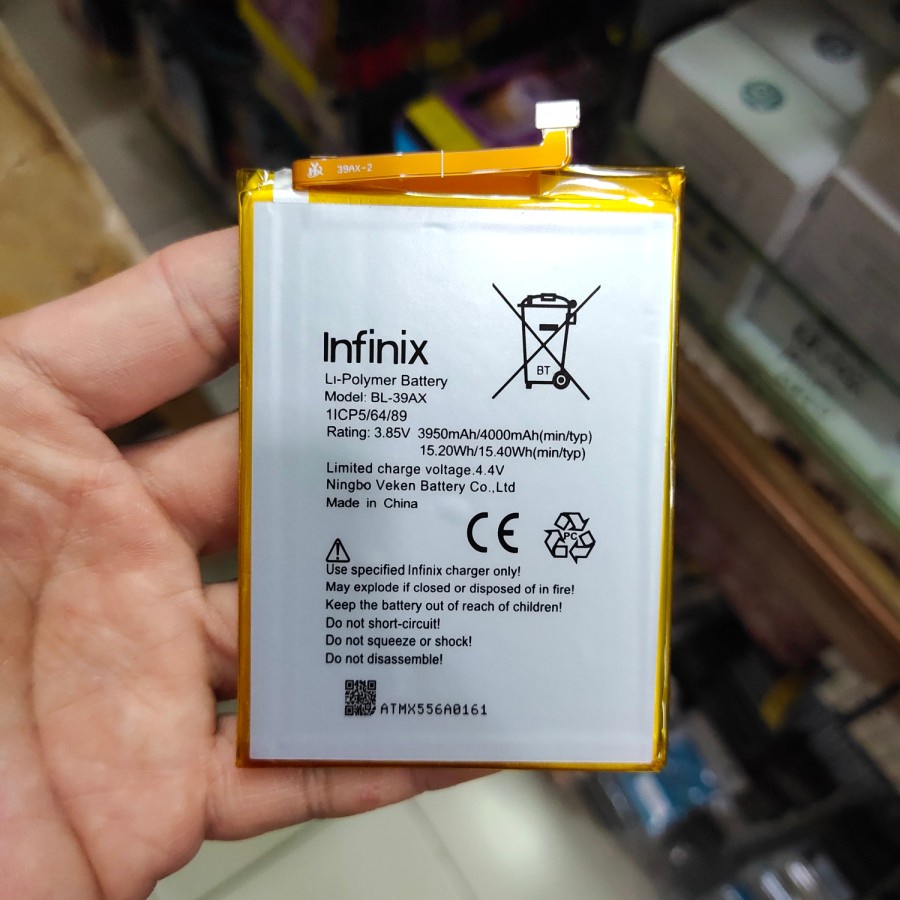 39AX-2
Infinix
Li-Polymer Battery
Model: BL-39AX
1ICP5/64/89
Rating: 3.85V 3950mAh/4000mAh(min/typ)
15.20Wh/15.40Wh(min/typ)
Limited charge voltage.4.4V
Ningbo Veken Battery Co.,Ltd
Made in China
BT
CE
PC
Use specified Infinix charger only!
May explode if closed or disposed of in fire!
Keep the battery out of reach of children!
Do not short-circuit!
Do not squeeze or shock!
Do not disassemble!
ATMX556A0161